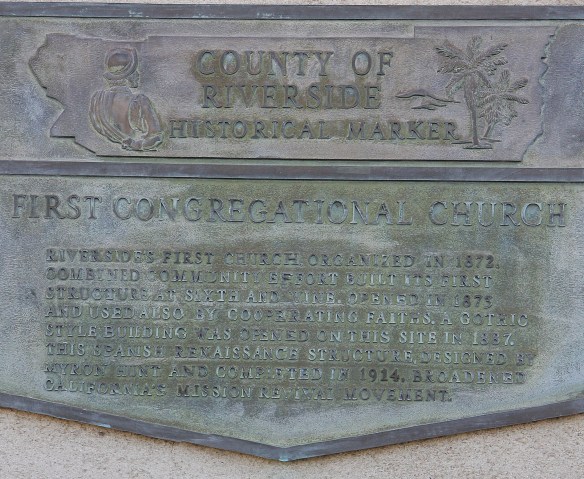 COUNTY OF
RIVERSIDE
HISTORICAL MARKER
FIRST CONGREGATIONAL CHURCH
RIVERSIDE'S FIRST CHURCH ORGANIZED IN 1872.
COMBINED COMMUNITY EFFORT BUILT ITS FIRST
STRUCTURE AT SIXTH AND VINE. OPENED IN 1875
AND USED ALSO BY COOPERATING FAITHS. A GOTHIC
STYLE BUILDING WAS OPENED ON THIS SITE IN 1887.
THIS SPANISH RENAISSANCE STRUCTURE, DESIGNED BY
MYRON HUNT AND COMPLETED IN 1914, BROADENED
CALIFORNIA'S MISSION REVIVAL MOVEMENT.